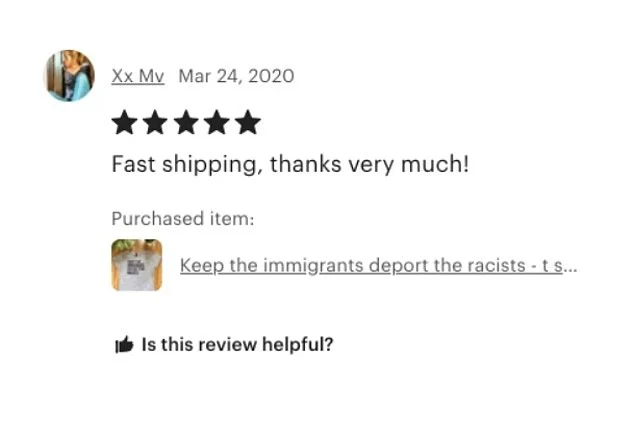 Xx Mv Mar 24, 2020
Fast shipping, thanks very much!
Purchased item:
Keep the immigrants deport the racists - t s...
Is this review helpful?